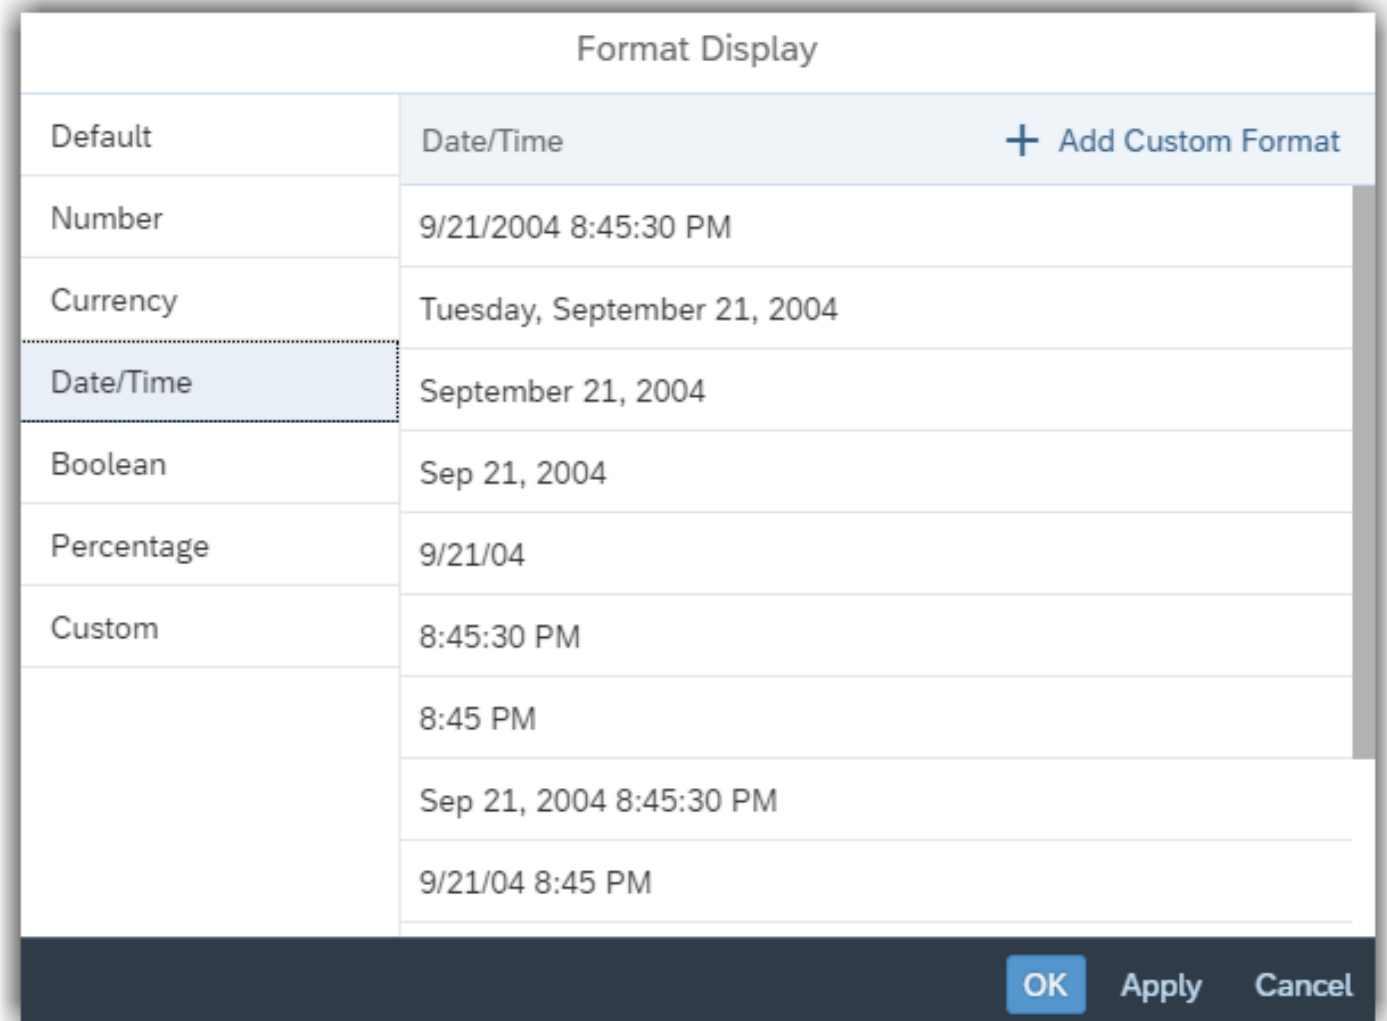 Format Display
Default
Number
Currency
Date/Time
Boolean
Percentage
Custom
Date/Time
+ Add Custom Format
9/21/2004 8:45:30 PM
Tuesday, September 21, 2004
September 21, 2004
Sep 21, 2004
9/21/04
8:45:30 PM
8:45 PM
Sep 21, 2004 8:45:30 PM
9/21/04 8:45 PM
OK
Apply
Cancel